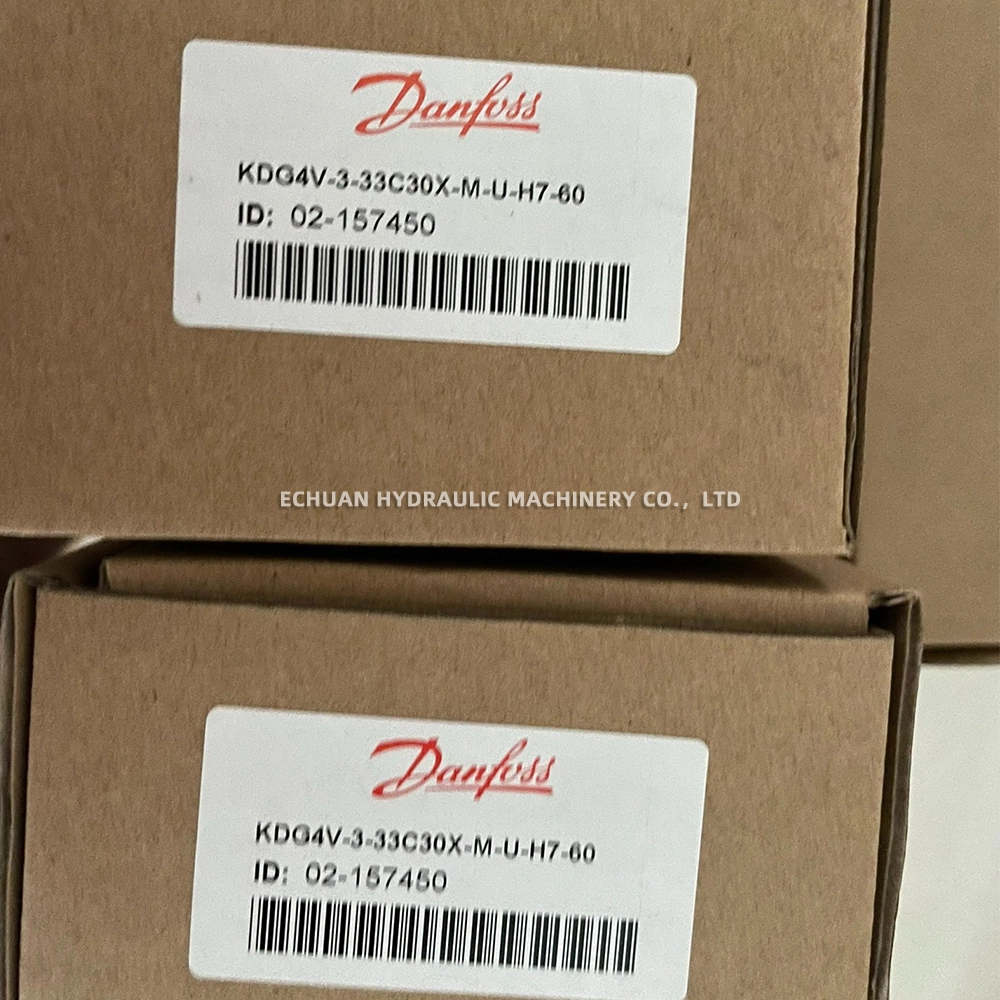 Danfoss
KDG4V-3-33C30X-M-U-H7-60
ID: 02-157450
ECHUAN HYDRAULIC MACHINERY CO., LTD
Danfoss
KDG4V-3-33C30X-M-U-H7-60
ID: 02-157450